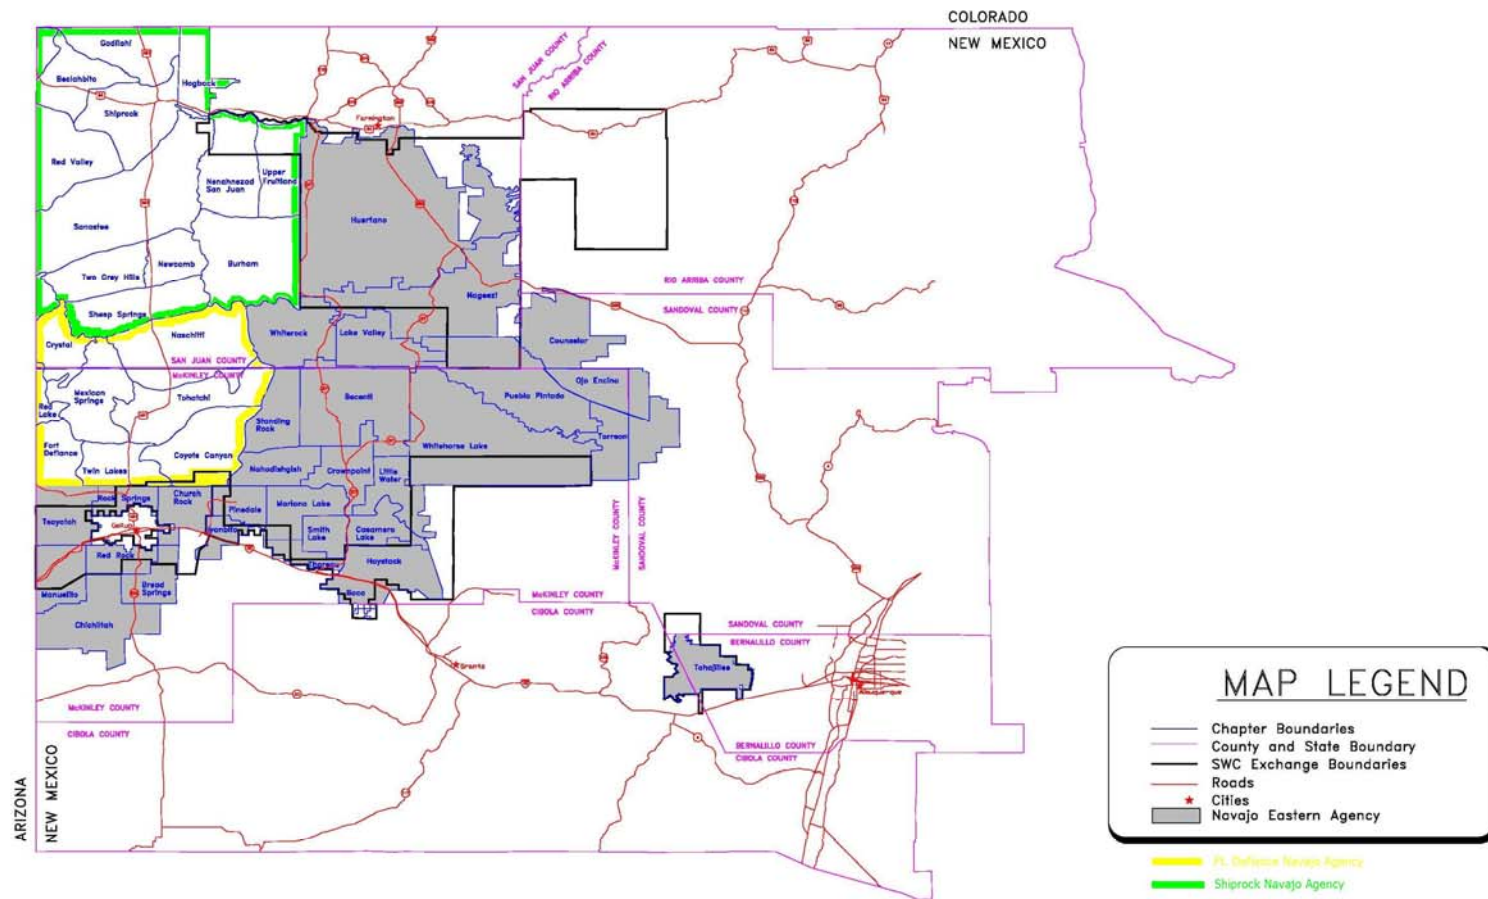 COLORADO
NEW MEXICO
SAN JUAN COUNTY
RIO ARRIBA COUNTY
Gadiiahi
Beclahbito
Hogback
Shiprock
Farmington
Red Valley
Nenahnezad
San Juan
Upper
Fruitland
Huerfano
Sanostee
Newcomb
Burham
Two Grey Hills
Nageezi
RIO ARRIBA COUNTY
SANDOVAL COUNTY
Sheep Springs
Naschitti
Whiterock
Lake Valley
Counselor
Crystal
SAN JUAN COUNTY
McKINLEY COUNTY
Mexican
Springs
Tohatchi
Red
Lake
Becenti
Ojo Encino
Pueblo Pintado
Standing
Rock
Torreon
Fort
Defiance
Coyote Canyon
Whitehorse Lake
Twin Lakes
Nahodishgish
Crownpoint
Little
Water
Rock Springs
Church
Rock
Pinedale
Mariano Lake
Tsayatoh
Gallup
Smith
Lake
Casamero
Lake
Red Rock
Thoreau
Haystack
McKINLEY COUNTY
SANDOVAL COUNTY
Manuelito
Bread
Springs
Baca
McKINLEY COUNTY
CIBOLA COUNTY
Chichiltah
SANDOVAL COUNTY
BERNALILLO COUNTY
Grants
Tohajiilee
Albuquerque
McKINLEY COUNTY
CIBOLA COUNTY
BERNALILLO COUNTY
CIBOLA COUNTY
ARIZONA
NEW MEXICO
MAP LEGEND
Chapter Boundaries
County and State Boundary
SWC Exchange Boundaries
Roads
Cities
Navajo Eastern Agency
Ft. Defiance Navajo Agency
Shiprock Navajo Agency